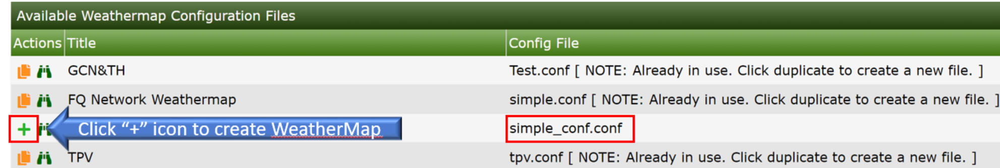 Available Weathermap Configuration Files
Actions Title Config File
GCN&TH Test.conf [ NOTE: Already in use. Click duplicate to create a new file. ]
FQ Network Weathermap simple.conf [ NOTE: Already in use. Click duplicate to create a new file. ]
Click “+” icon to create WeatherMap simple_conf.conf
TPV tpv.conf [ NOTE: Already in use. Click duplicate to create a new file. ]